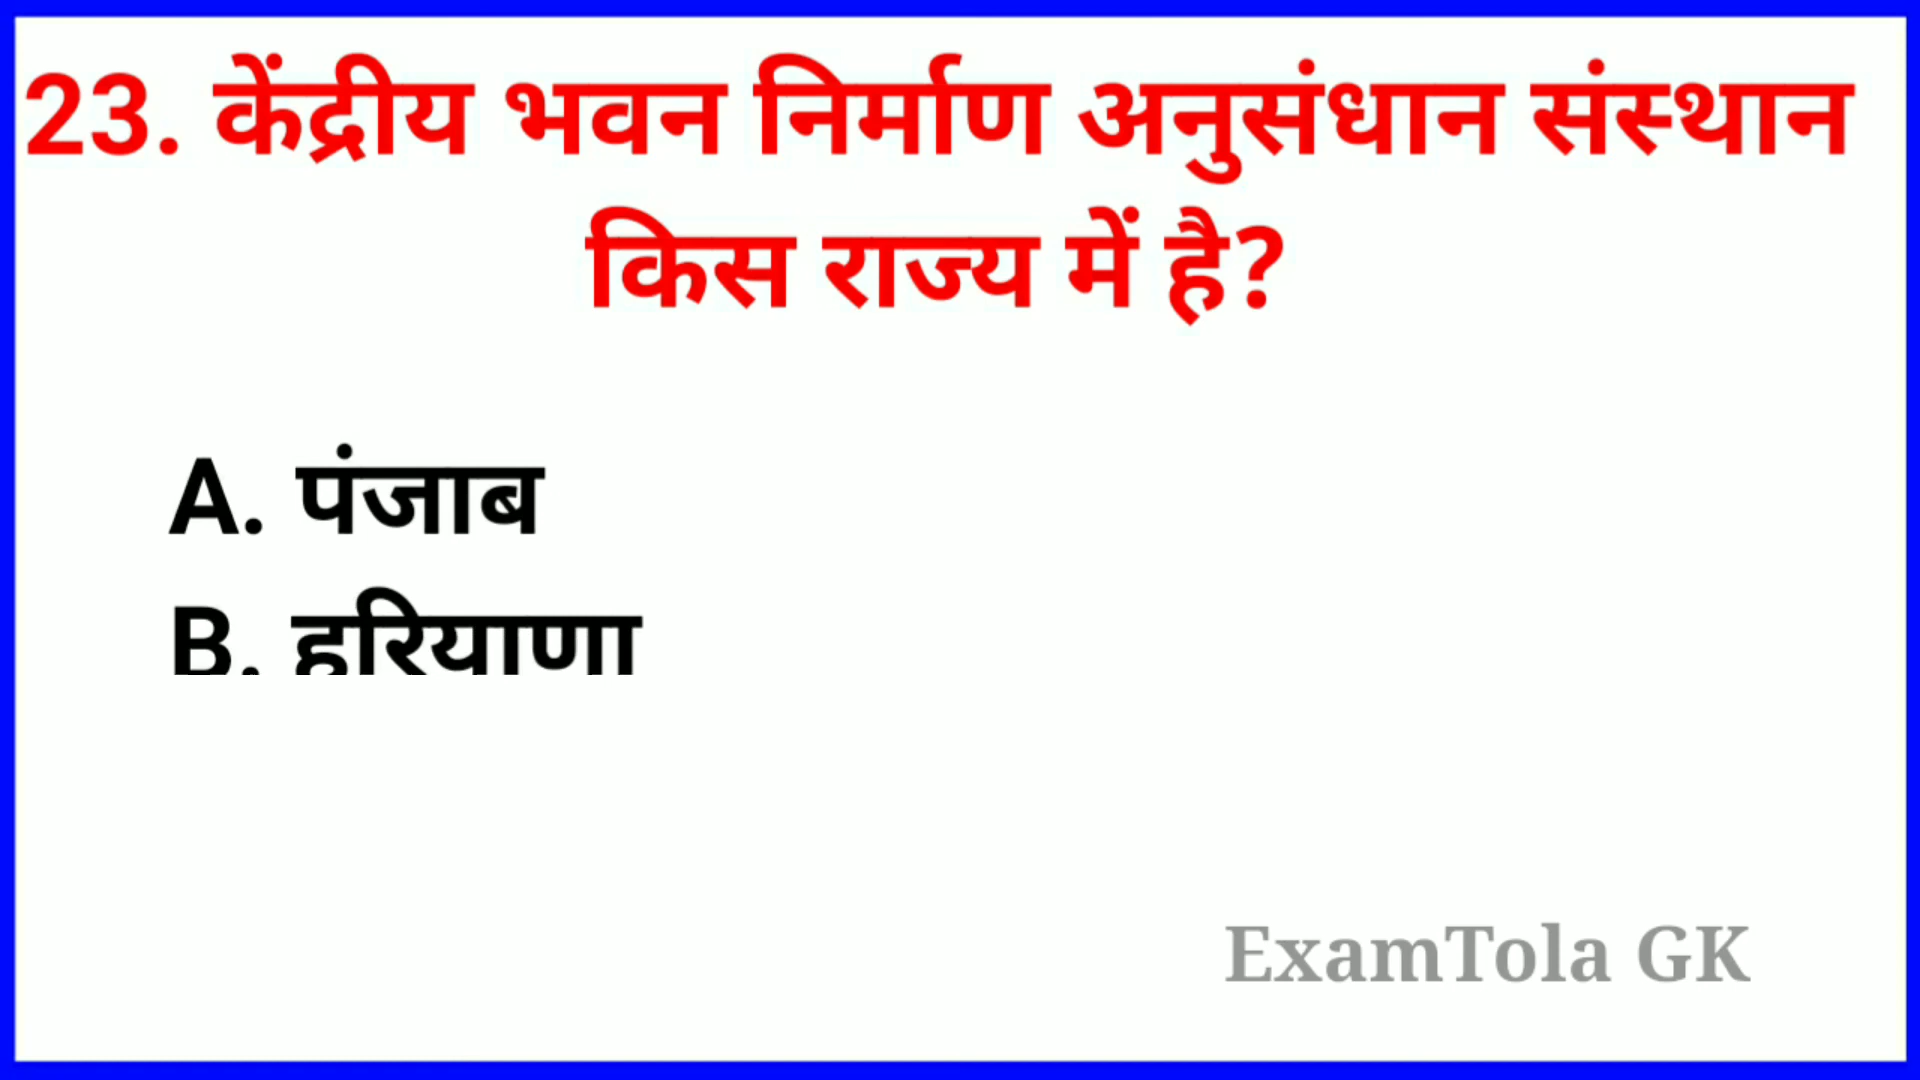 23. केंद्रीय भवन निर्माण अनुसंधान संस्थान
किस राज्य में है?
A. पंजाब
B. हरियाणा
ExamTola GK